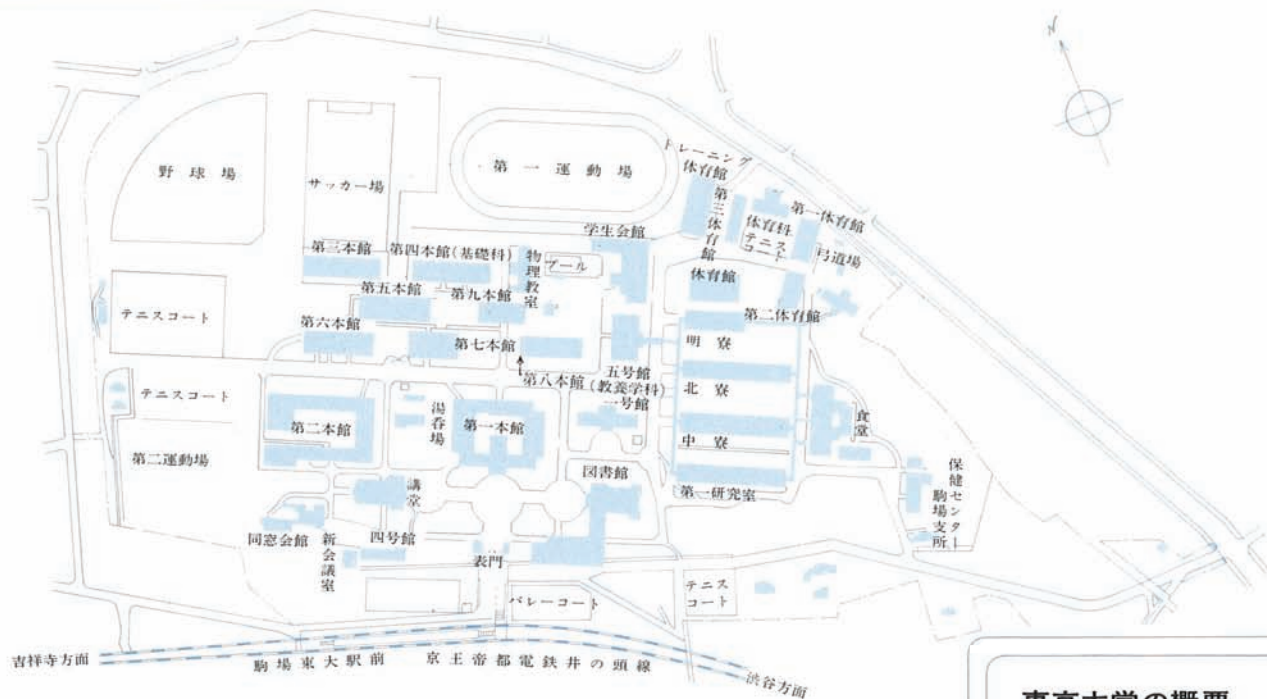 N
野球場
サッカー場
第一運動場
トレーニング
体育館
第三体育館
体育科
テニス
コート
第一体育館
弓道場
学生会館
第三本館
第四本館(基礎科)
物理教室
プール
体育館
第五本館
第九本館
第二体育館
テニスコート
第六本館
第七本館
明寮
五号館
第八本館(教養学科)
一号館
北寮
テニスコート
湯呑場
第二本館
第一本館
食堂
中寮
第二運動場
図書館
第一研究室
保健センター
駒場支所
講堂
同窓会館
新会議室
四号館
表門
テニス
コート
バレーコート
吉祥寺方面
駒場東大駅前
京王帝都電鉄井の頭線
渋谷方面